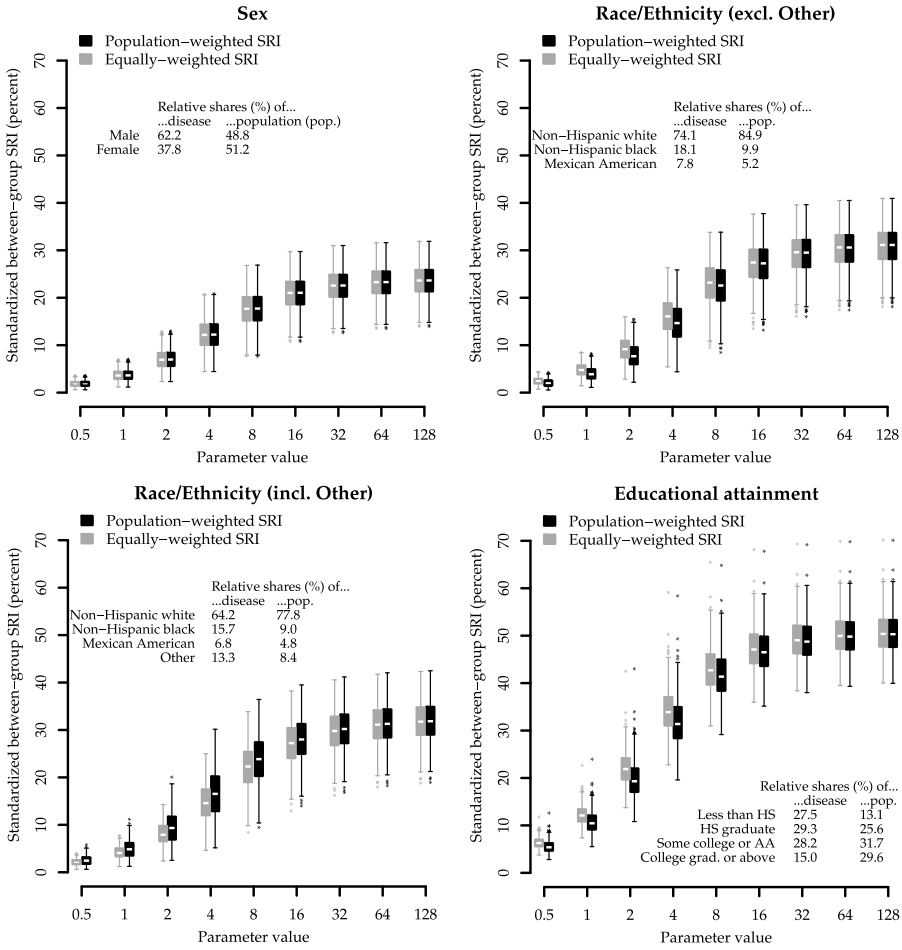 Sex
Population−weighted SRI
Equally−weighted SRI
Standardized between−group SRI (percent)
70
60
50
40
30
20
10
0
Relative shares (%) of...
...disease ...population (pop.)
Male 62.2 48.8
Female 37.8 51.2
0.5 1 2 4 8 16 32 64 128
Parameter value
Race/Ethnicity (excl. Other)
Population−weighted SRI
Equally−weighted SRI
Standardized between−group SRI (percent)
70
60
50
40
30
20
10
0
Relative shares (%) of...
...disease ...pop.
Non−Hispanic white 74.1 84.9
Non−Hispanic black 18.1 9.9
Mexican American 7.8 5.2
0.5 1 2 4 8 16 32 64 128
Parameter value
Race/Ethnicity (incl. Other)
Population−weighted SRI
Equally−weighted SRI
Standardized between−group SRI (percent)
70
60
50
40
30
20
10
0
Relative shares (%) of...
...disease ...pop.
Non−Hispanic white 64.2 77.8
Non−Hispanic black 15.7 9.0
Mexican American 6.8 4.8
Other 13.3 8.4
0.5 1 2 4 8 16 32 64 128
Parameter value
Educational attainment
Population−weighted SRI
Equally−weighted SRI
Standardized between−group SRI (percent)
70
60
50
40
30
20
10
0
Relative shares (%) of...
...disease ...pop.
Less than HS 27.5 13.1
HS graduate 29.3 25.6
Some college or AA 28.2 31.7
College grad. or above 15.0 29.6
0.5 1 2 4 8 16 32 64 128
Parameter value